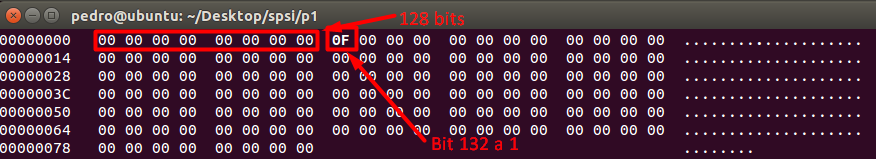 pedro@ubuntu: ~/Desktop/spsi/p1
128 bits
00000000 00 00 00 00 00 00 00 00 0F 00 00 00 00 00 00 00 00 00 00 00 ....................
00000014 00 00 00 00 00 00 00 00 00 00 00 00 00 00 00 00 00 00 00 00 ....................
00000028 00 00 00 00 00 00 00 00 00 00 00 00 00 00 00 00 00 00 00 00 ....................
0000003C 00 00 00 00 00 00 00 00 00 00 00 00 00 00 00 00 00 00 00 00 ....................
00000050 00 00 00 00 00 00 00 00 00 00 00 00 00 00 00 00 00 00 00 00 ....................
00000064 00 00 00 00 00 00 00 00 00 00 00 00 00 00 00 00 00 00 00 00 ....................
00000078 00 00 00 00 00 00 00 00 ........
Bit 132 a 1